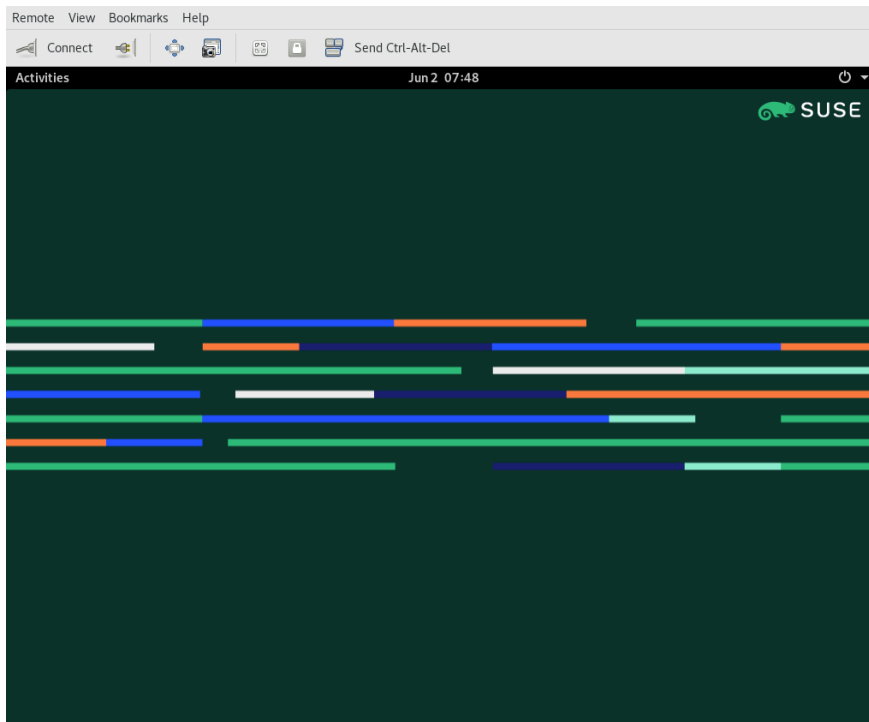 Remote View Bookmarks Help
Connect Send Ctrl-Alt-Del
Activities Jun 2 07:48
SUSE